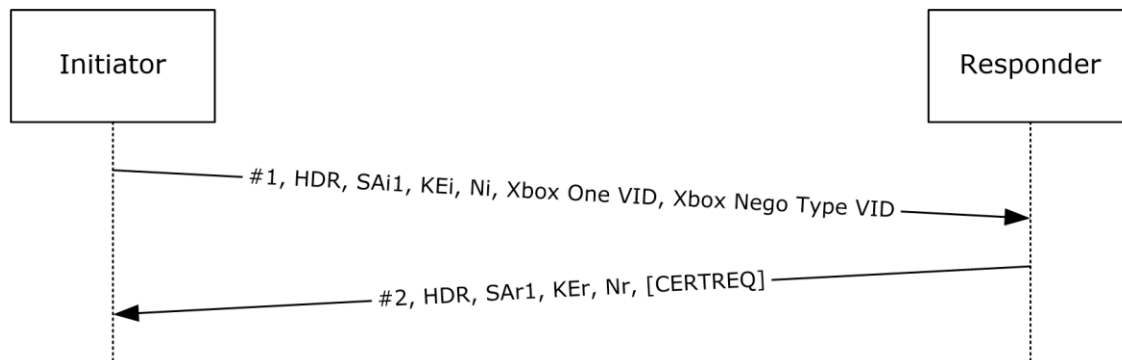 Initiator
Responder
#1, HDR, SAi1, KEi, Ni, Xbox One VID, Xbox Nego Type VID
#2, HDR, SAr1, KEr, Nr, [CERTREQ]